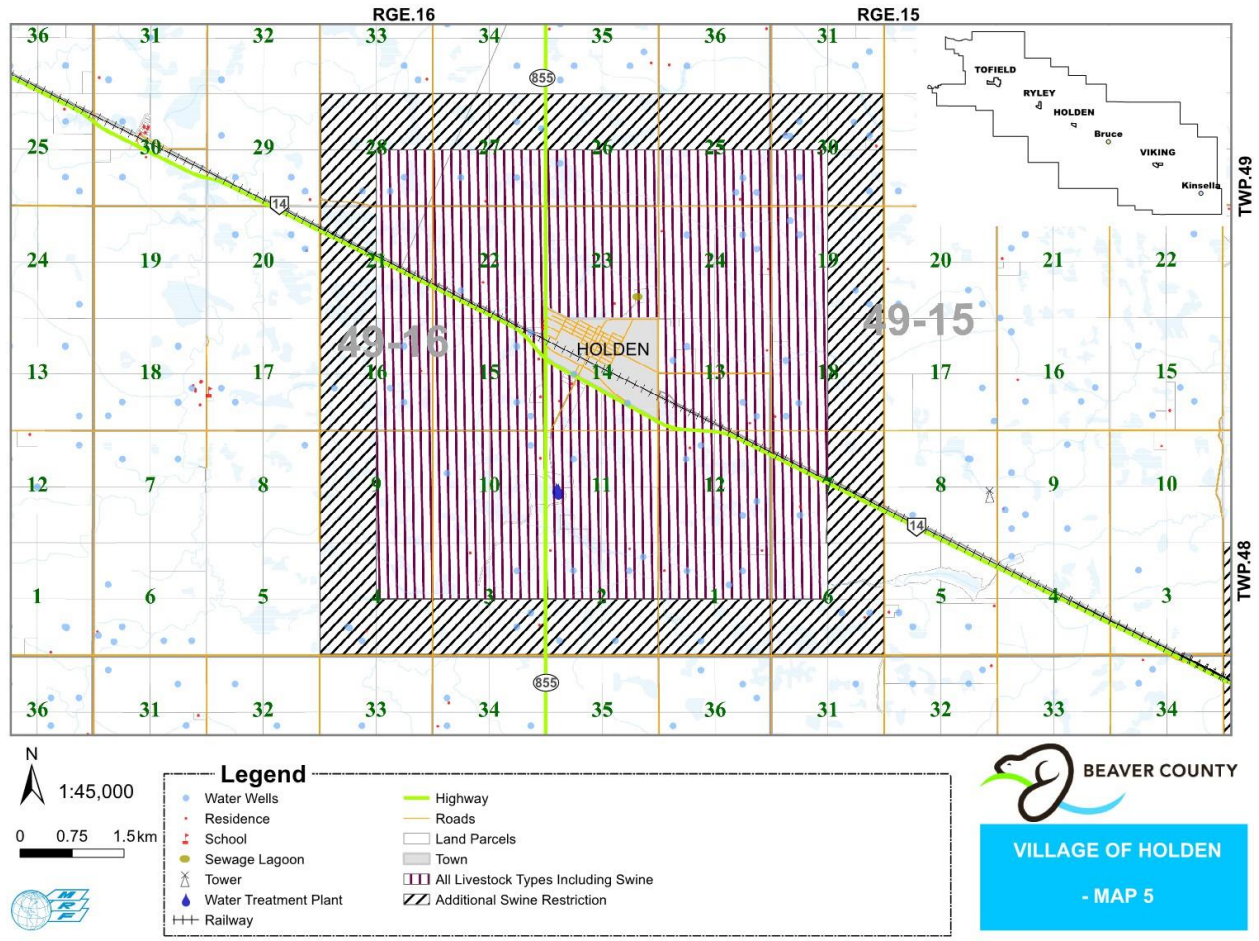 RGE.16 RGE.15
36 31 32 33 34 35 36 31
855
TOFIELD
RYLEY
HOLDEN
Bruce
VIKING
Kinsella
TWP.49
25 30 29 28 27 26 25 30
14
24 19 20 21 22 23 24 19 20 21 22
49-16 49-15
HOLDEN
13 18 17 16 15 14 13 18 17 16 15
12 7 8 9 10 11 12 7 8 9 10
14
TWP.48
1 6 5 4 3 2 1 6 5 4 3
855
36 31 32 33 34 35 36 31 32 33 34
N
1:45,000
0 0.75 1.5 km
MRF
Legend
Water Wells
Residence
School
Sewage Lagoon
Tower
Water Treatment Plant
Railway
Highway
Roads
Land Parcels
Town
All Livestock Types Including Swine
Additional Swine Restriction
BEAVER COUNTY
VILLAGE OF HOLDEN
- MAP 5